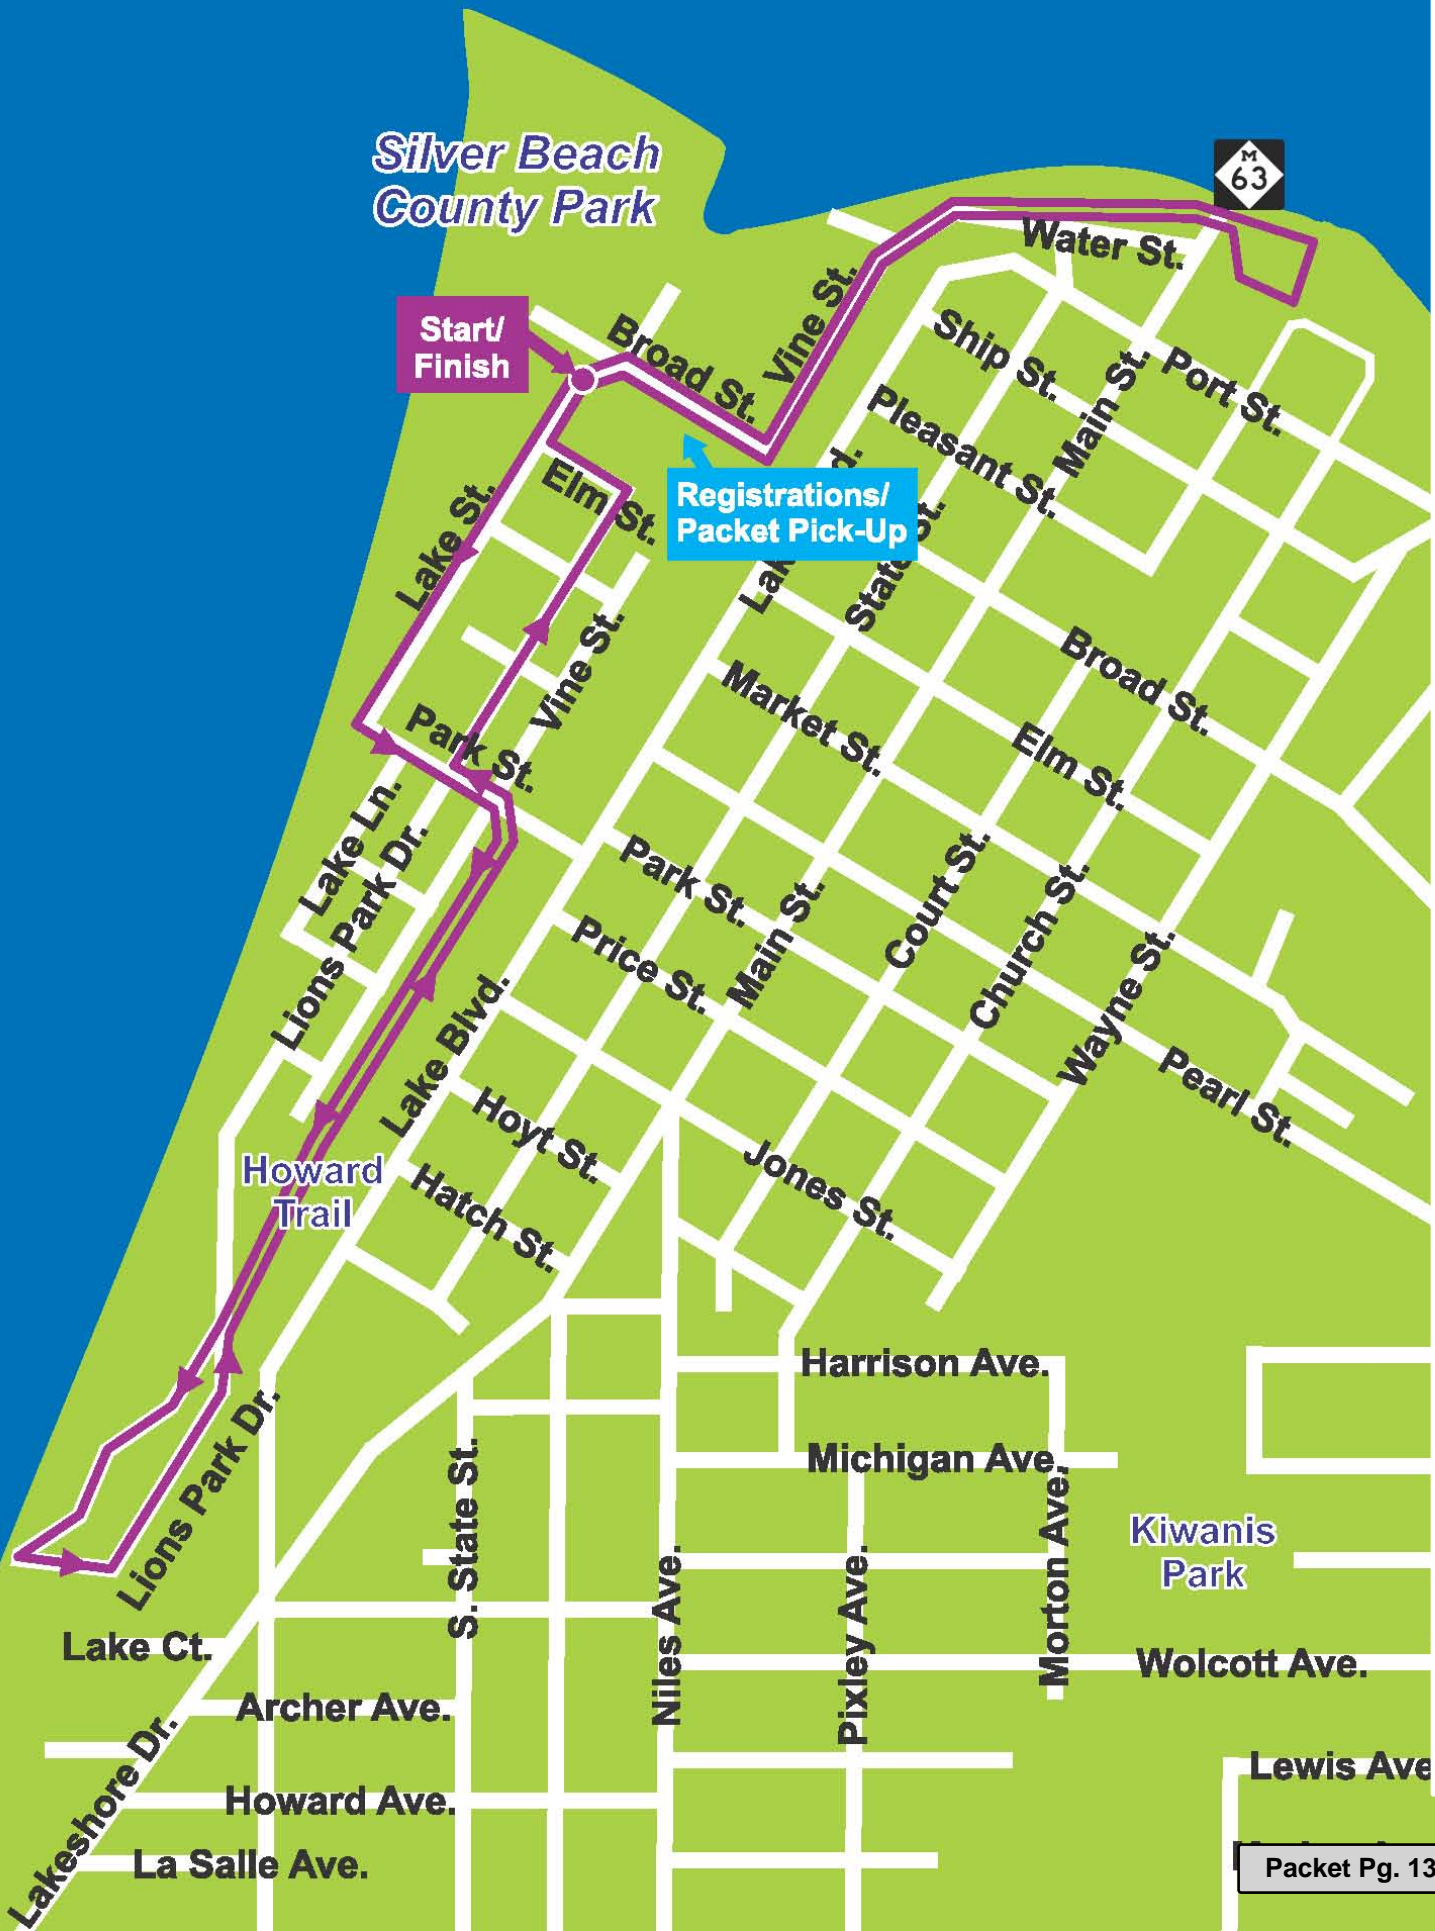 Silver Beach
County Park
M
63
Water St.
Start/
Finish
Broad St.
Vine St.
Ship St.
Port St.
Main St.
Pleasant St.
Registrations/
Packet Pick-Up
Elm St.
Lake St.
State St.
Broad St.
Vine St.
Market St.
Elm St.
Park St.
Lake Ln.
Lions Park Dr.
Park St.
Main St.
Court St.
Church St.
Price St.
Wayne St.
Lake Blvd.
Pearl St.
Hoyt St.
Jones St.
Howard
Trail
Hatch St.
Harrison Ave.
Michigan Ave.
Lions Park Dr.
S. State St.
Niles Ave.
Pixley Ave.
Morton Ave.
Kiwanis
Park
Lake Ct.
Wolcott Ave.
Archer Ave.
Lakeshore Dr.
Lewis Ave
Howard Ave.
La Salle Ave.
Packet Pg. 13